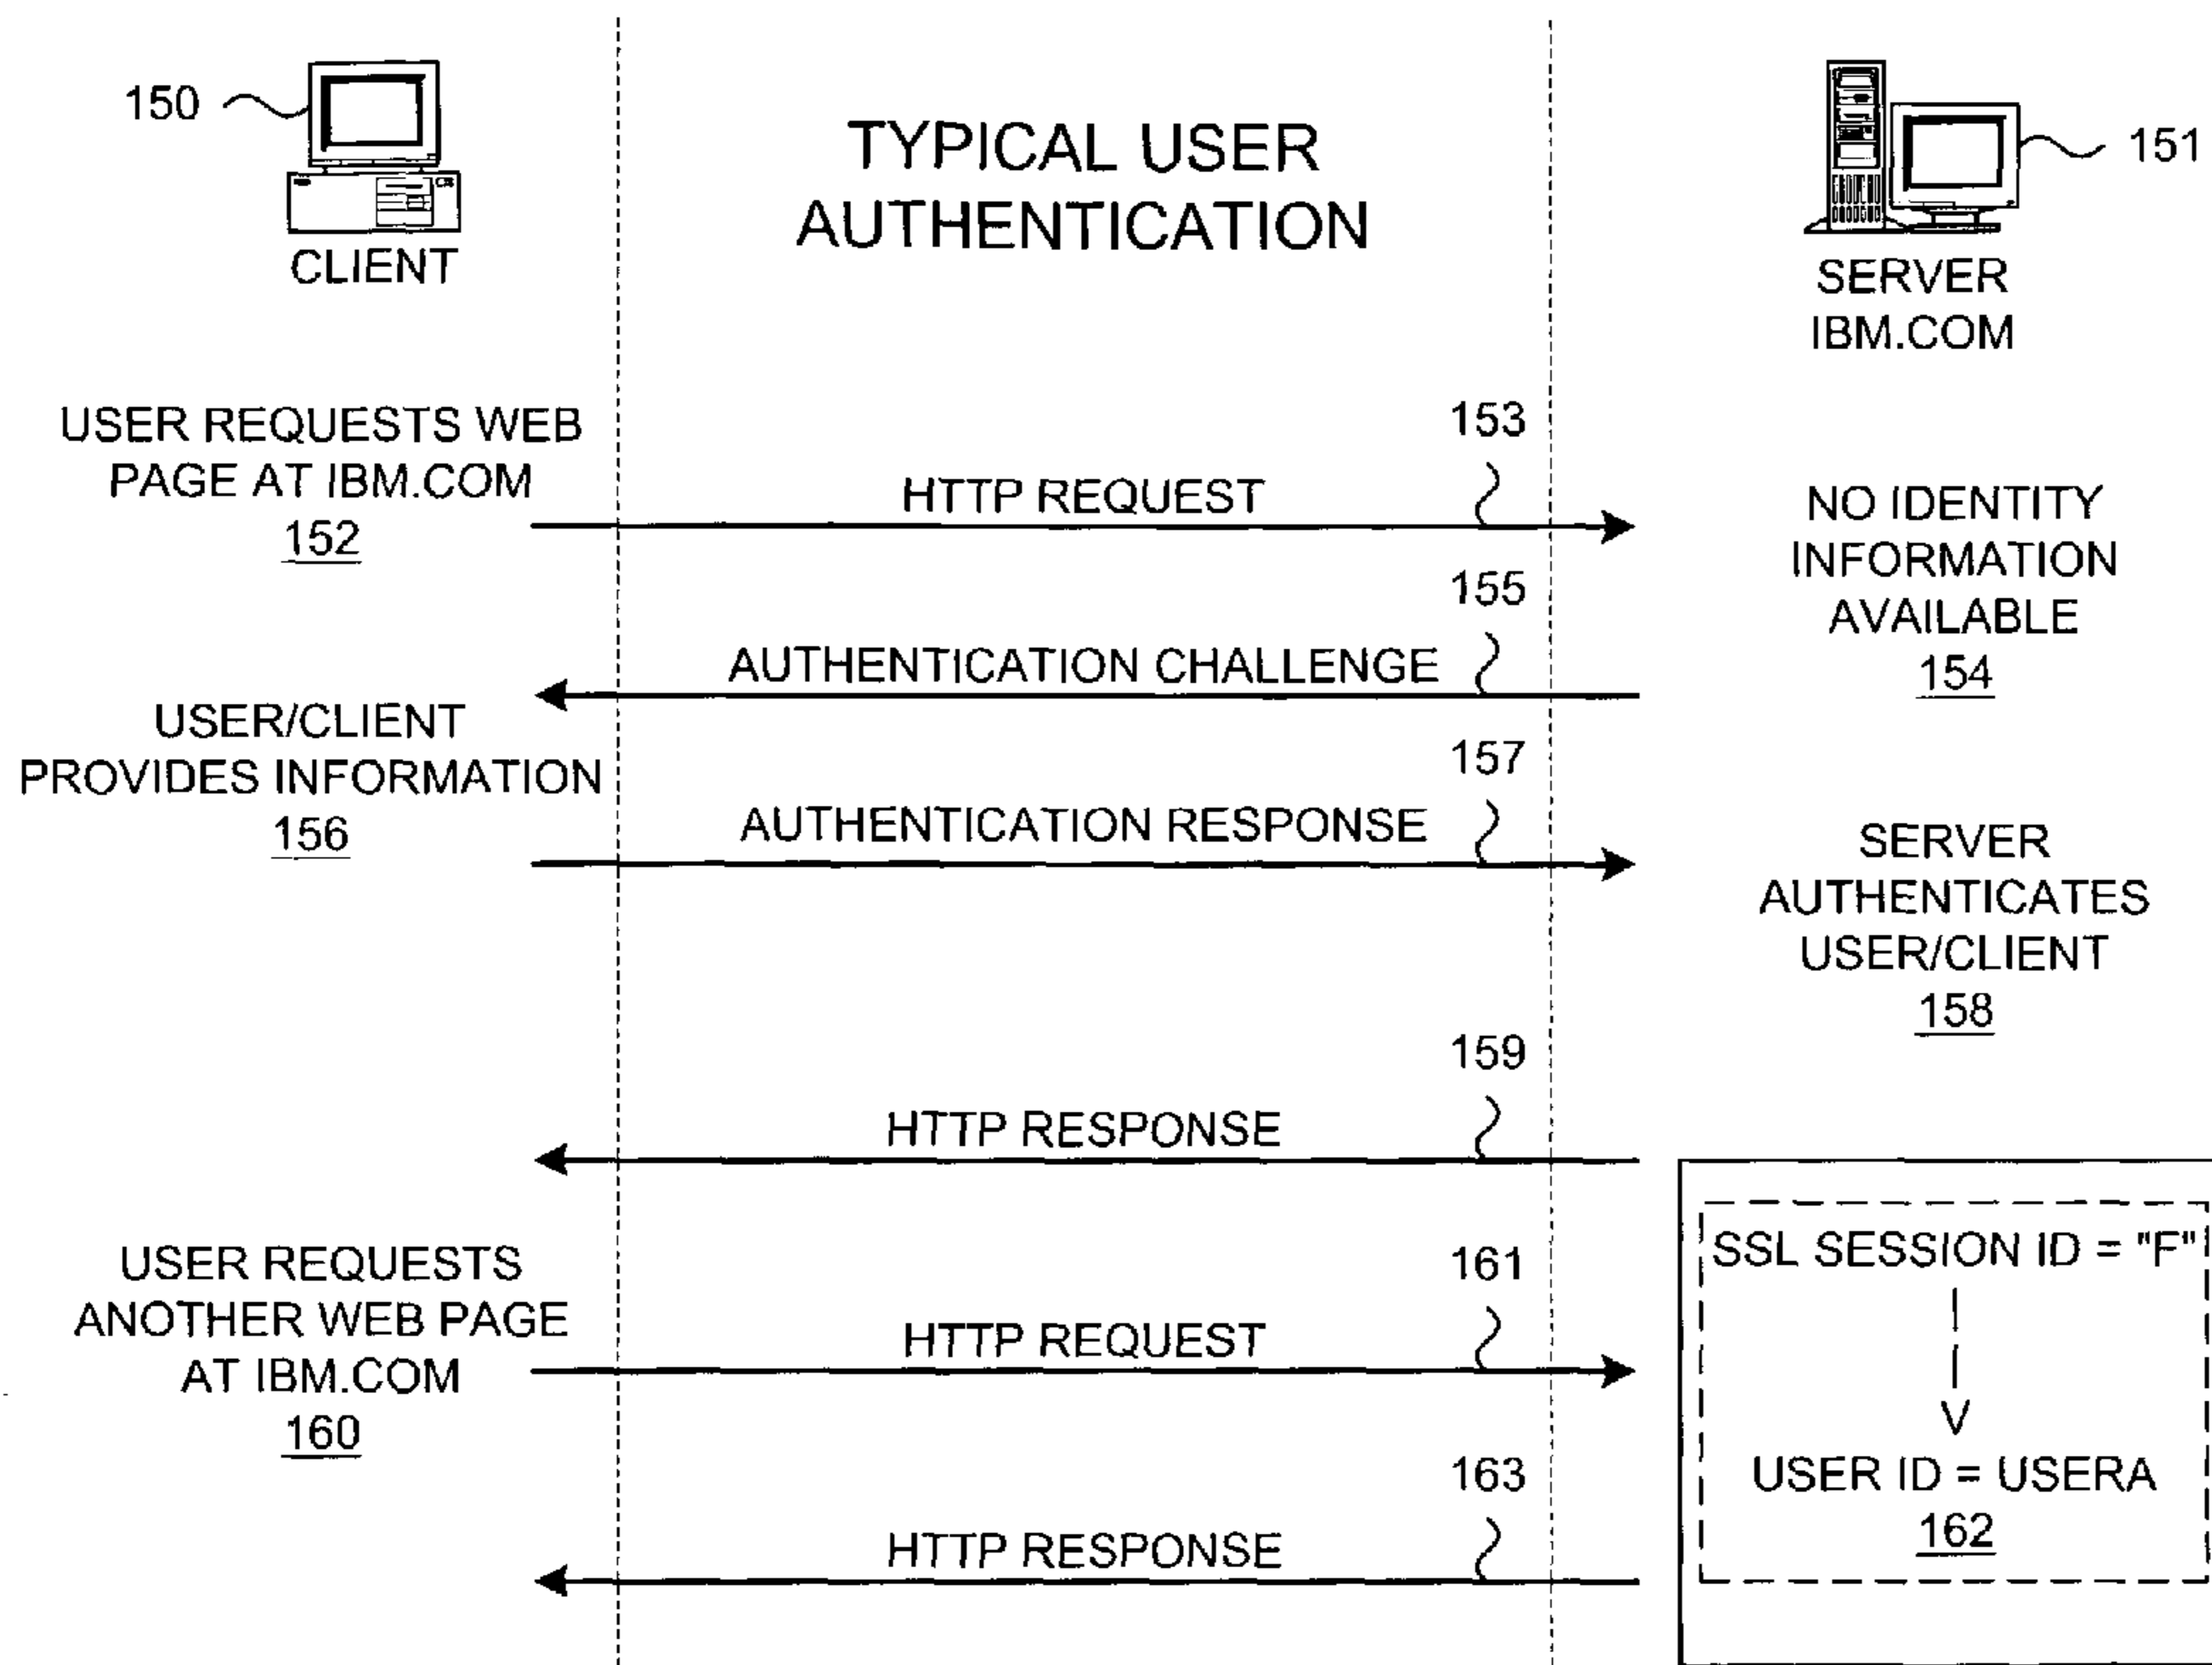 150
CLIENT
TYPICAL USER
AUTHENTICATION
151
SERVER
IBM.COM
USER REQUESTS WEB
PAGE AT IBM.COM
152
153
HTTP REQUEST
NO IDENTITY
INFORMATION
AVAILABLE
154
155
AUTHENTICATION CHALLENGE
USER/CLIENT
PROVIDES INFORMATION
156
157
AUTHENTICATION RESPONSE
SERVER
AUTHENTICATES
USER/CLIENT
158
159
HTTP RESPONSE
USER REQUESTS
ANOTHER WEB PAGE
AT IBM.COM
160
161
HTTP REQUEST
SSL SESSION ID = "F"
USER ID = USERA
162
163
HTTP RESPONSE